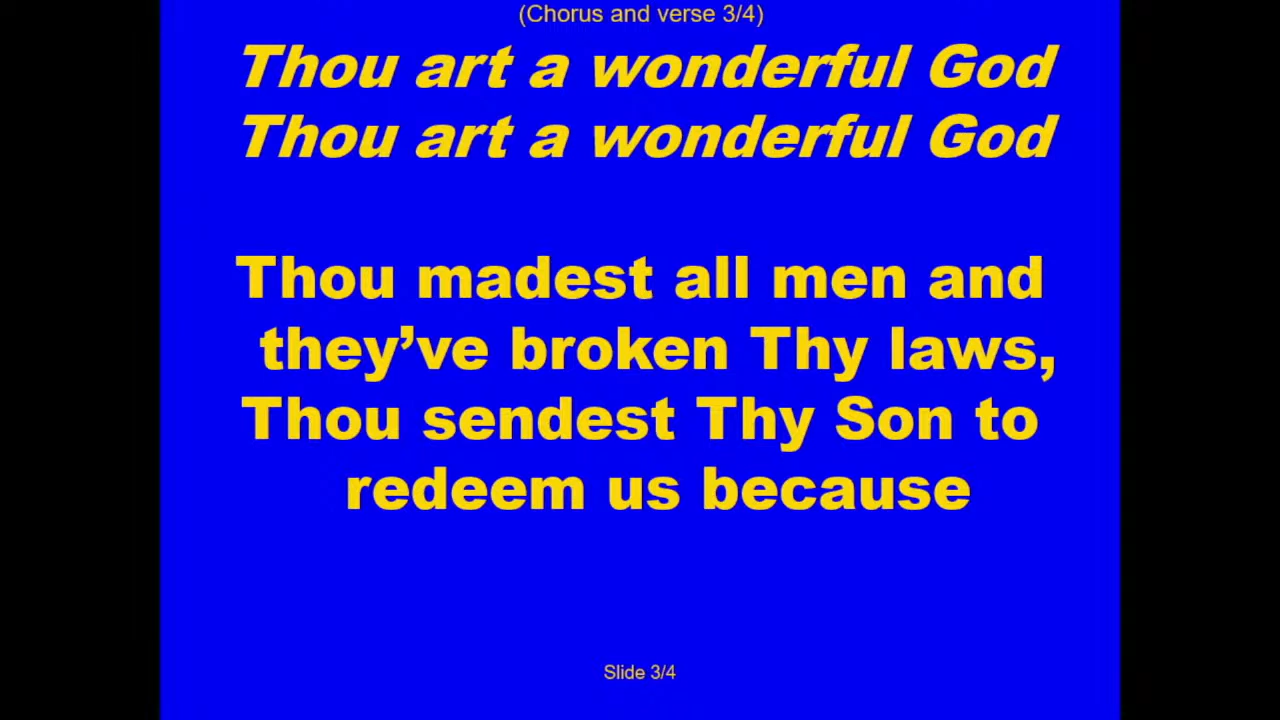 (Chorus and verse 3/4)
Thou art a wonderful God
Thou art a wonderful God
Thou madest all men and
they’ve broken Thy laws,
Thou sendest Thy Son to
redeem us because
Slide 3/4